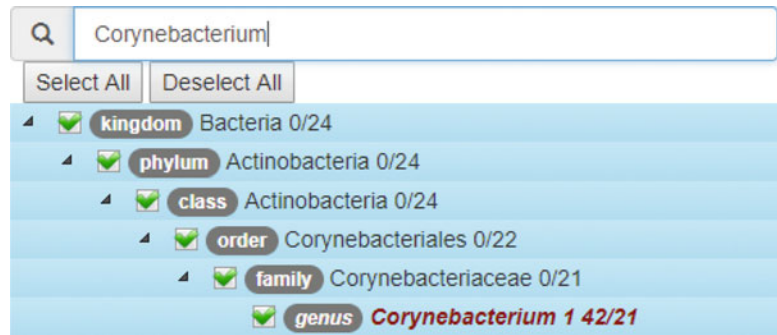 Corynebacterium
Select All Deselect All
kingdom Bacteria 0/24
phylum Actinobacteria 0/24
class Actinobacteria 0/24
order Corynebacteriales 0/22
family Corynebacteriaceae 0/21
genus Corynebacterium 1 42/21